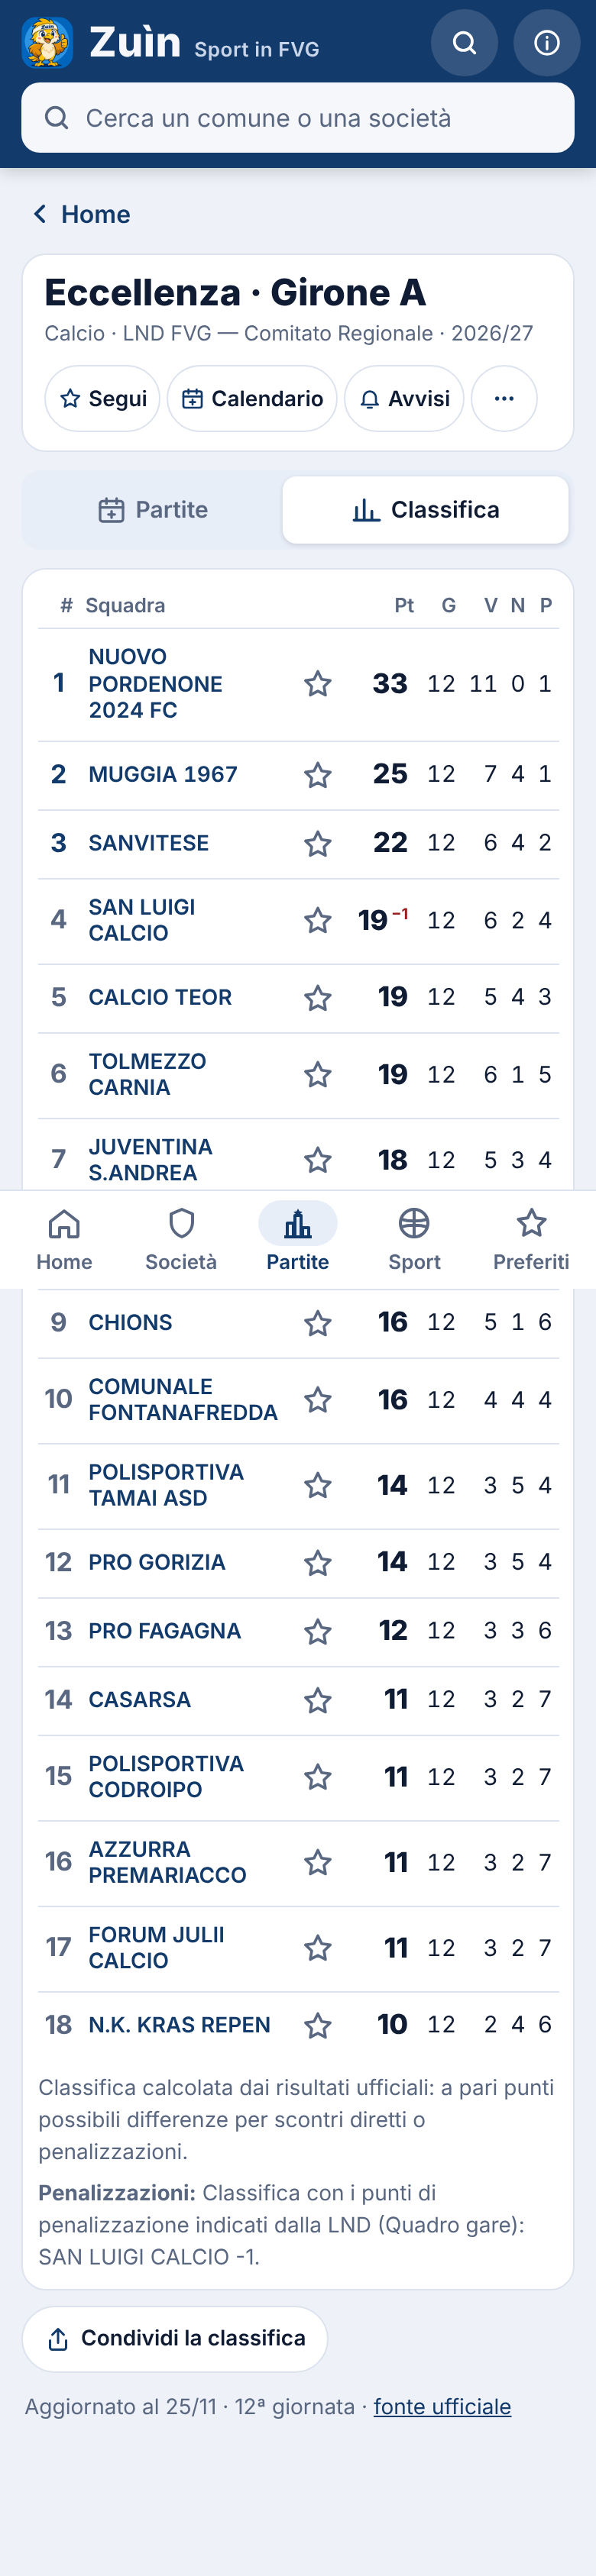 Zuìn
Zuìn Sport in FVG
Cerca un comune o una società
Home
Eccellenza · Girone A
Calcio · LND FVG — Comitato Regionale · 2026/27
Segui Calendario Avvisi ···
Partite Classifica
# Squadra Pt G V N P
1 NUOVO PORDENONE 2024 FC 33 12 11 0 1
2 MUGGIA 1967 25 12 7 4 1
3 SANVITESE 22 12 6 4 2
4 SAN LUIGI CALCIO 19 −1 12 6 2 4
5 CALCIO TEOR 19 12 5 4 3
6 TOLMEZZO CARNIA 19 12 6 1 5
7 JUVENTINA S.ANDREA 18 12 5 3 4
Home Società Partite Sport Preferiti
9 CHIONS 16 12 5 1 6
10 COMUNALE FONTANAFREDDA 16 12 4 4 4
11 POLISPORTIVA TAMAI ASD 14 12 3 5 4
12 PRO GORIZIA 14 12 3 5 4
13 PRO FAGAGNA 12 12 3 3 6
14 CASARSA 11 12 3 2 7
15 POLISPORTIVA CODROIPO 11 12 3 2 7
16 AZZURRA PREMARIACCO 11 12 3 2 7
17 FORUM JULII CALCIO 11 12 3 2 7
18 N.K. KRAS REPEN 10 12 2 4 6
Classifica calcolata dai risultati ufficiali: a pari punti
possibili differenze per scontri diretti o
penalizzazioni.
Penalizzazioni: Classifica con i punti di
penalizzazione indicati dalla LND (Quadro gare):
SAN LUIGI CALCIO -1.
Condividi la classifica
Aggiornato al 25/11 · 12ª giornata · fonte ufficiale